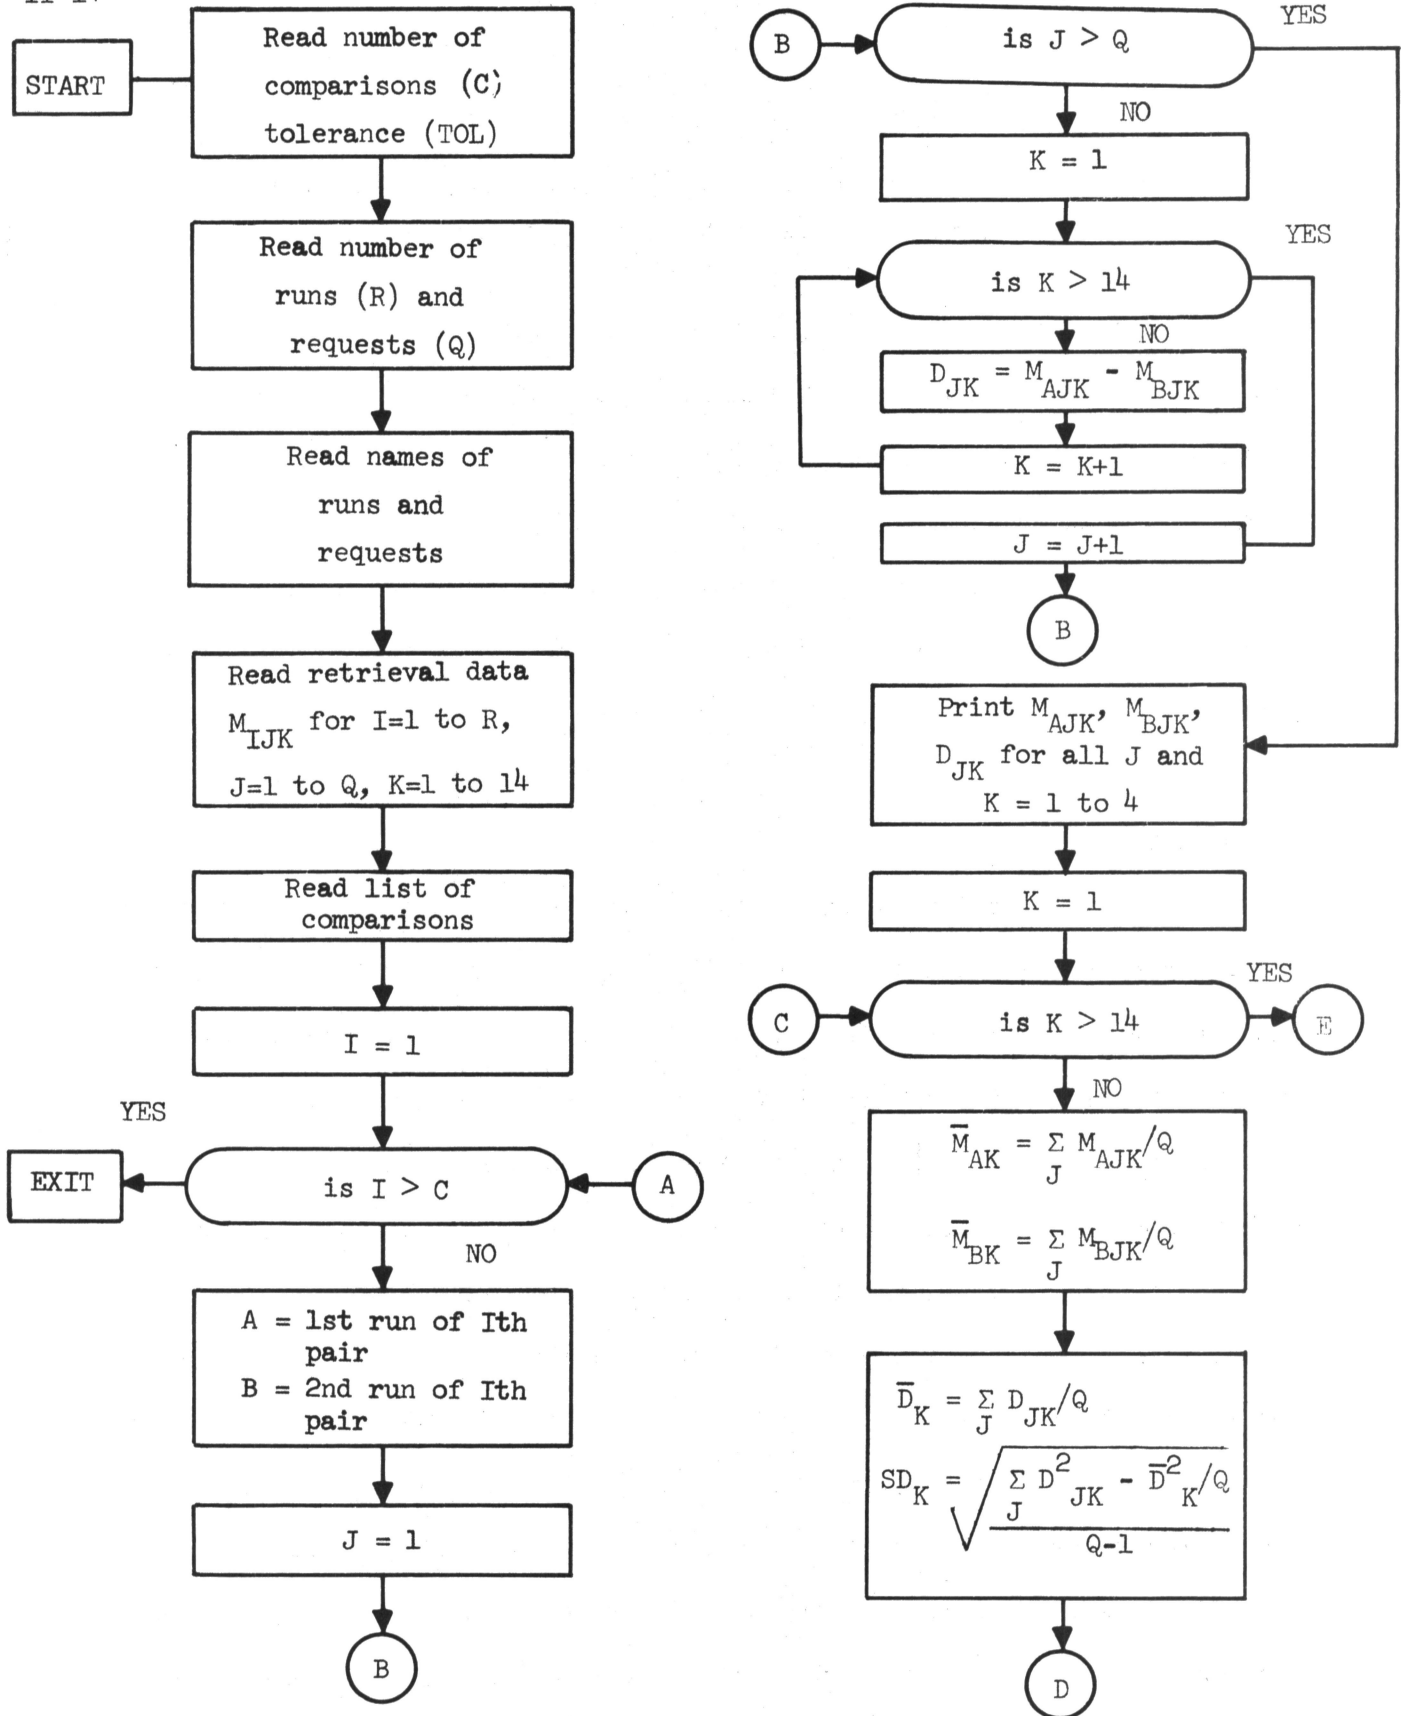 START
Read number of
comparisons (C)
tolerance (TOL)
Read number of
runs (R) and
requests (Q)
Read names of
runs and
requests
Read retrieval data
M_IJK for I=1 to R,
J=1 to Q, K=1 to 14
Read list of
comparisons
I = 1
YES
EXIT
is I > C
A
NO
A = 1st run of Ith
pair
B = 2nd run of Ith
pair
J = 1
B
B
is J > Q
YES
NO
K = 1
YES
is K > 14
NO
D_JK = M_AJK - M_BJK
K = K+1
J = J+1
B
Print M_AJK, M_BJK,
D_JK for all J and
K = 1 to 4
K = 1
YES
C
is K > 14
E
NO
M̄_AK = Σ_J M_AJK/Q
M̄_BK = Σ_J M_BJK/Q
D̄_K = Σ_J D_JK/Q
SD_K = √ Σ_J D²_JK - D̄²_K/Q
Q-1
D